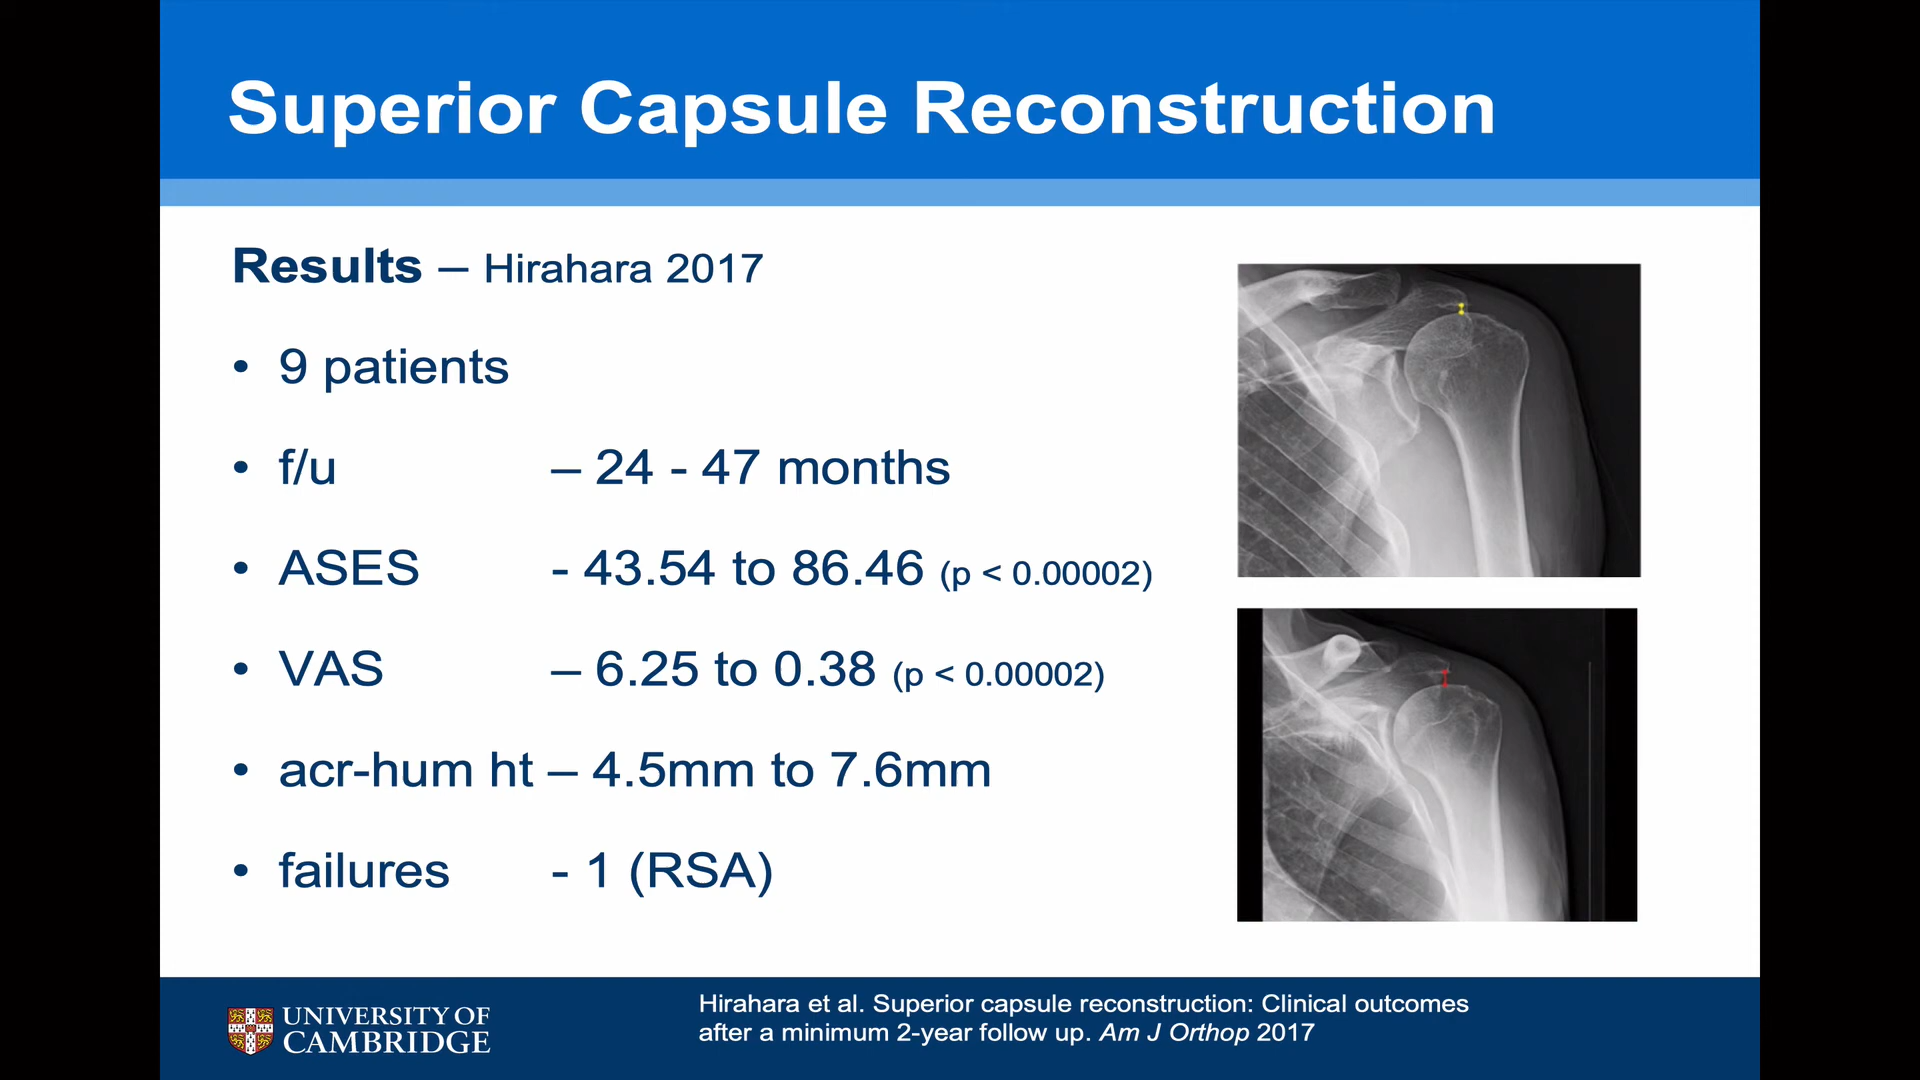 Superior Capsule Reconstruction
Results – Hirahara 2017
• 9 patients
• f/u – 24 - 47 months
• ASES - 43.54 to 86.46 (p < 0.00002)
• VAS – 6.25 to 0.38 (p < 0.00002)
• acr-hum ht – 4.5mm to 7.6mm
• failures - 1 (RSA)
UNIVERSITY OF
CAMBRIDGE
Hirahara et al. Superior capsule reconstruction: Clinical outcomes
after a minimum 2-year follow up. Am J Orthop 2017